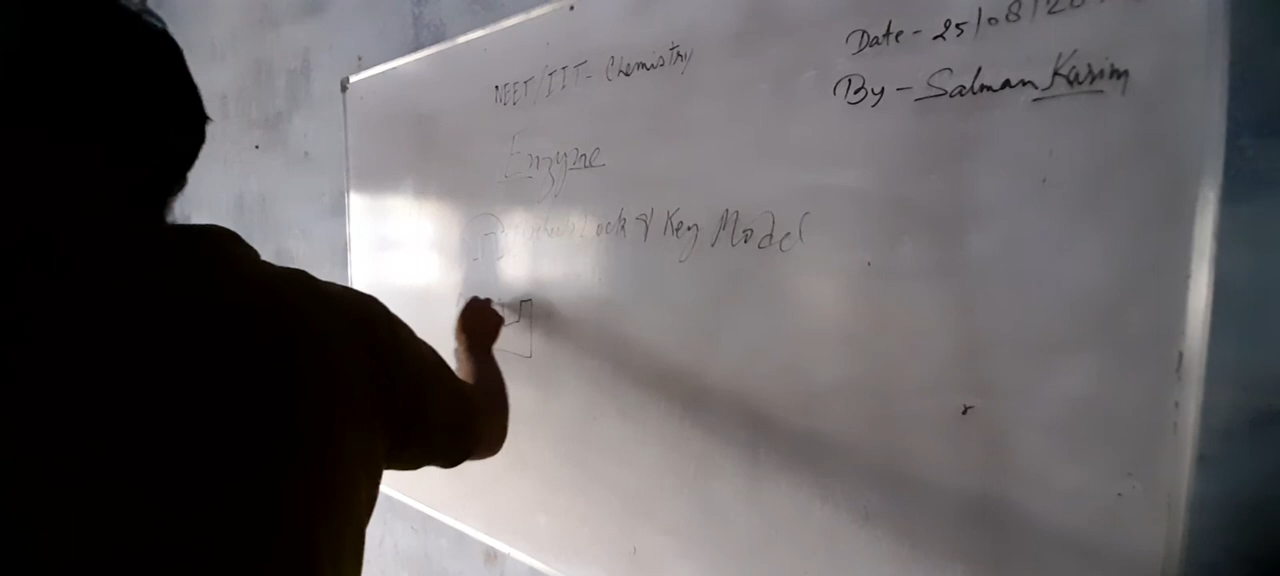 Date - 25/08/20
By - Salman Kasim
NEET/IIT - Chemistry
Enzyme
Lock & Key Model